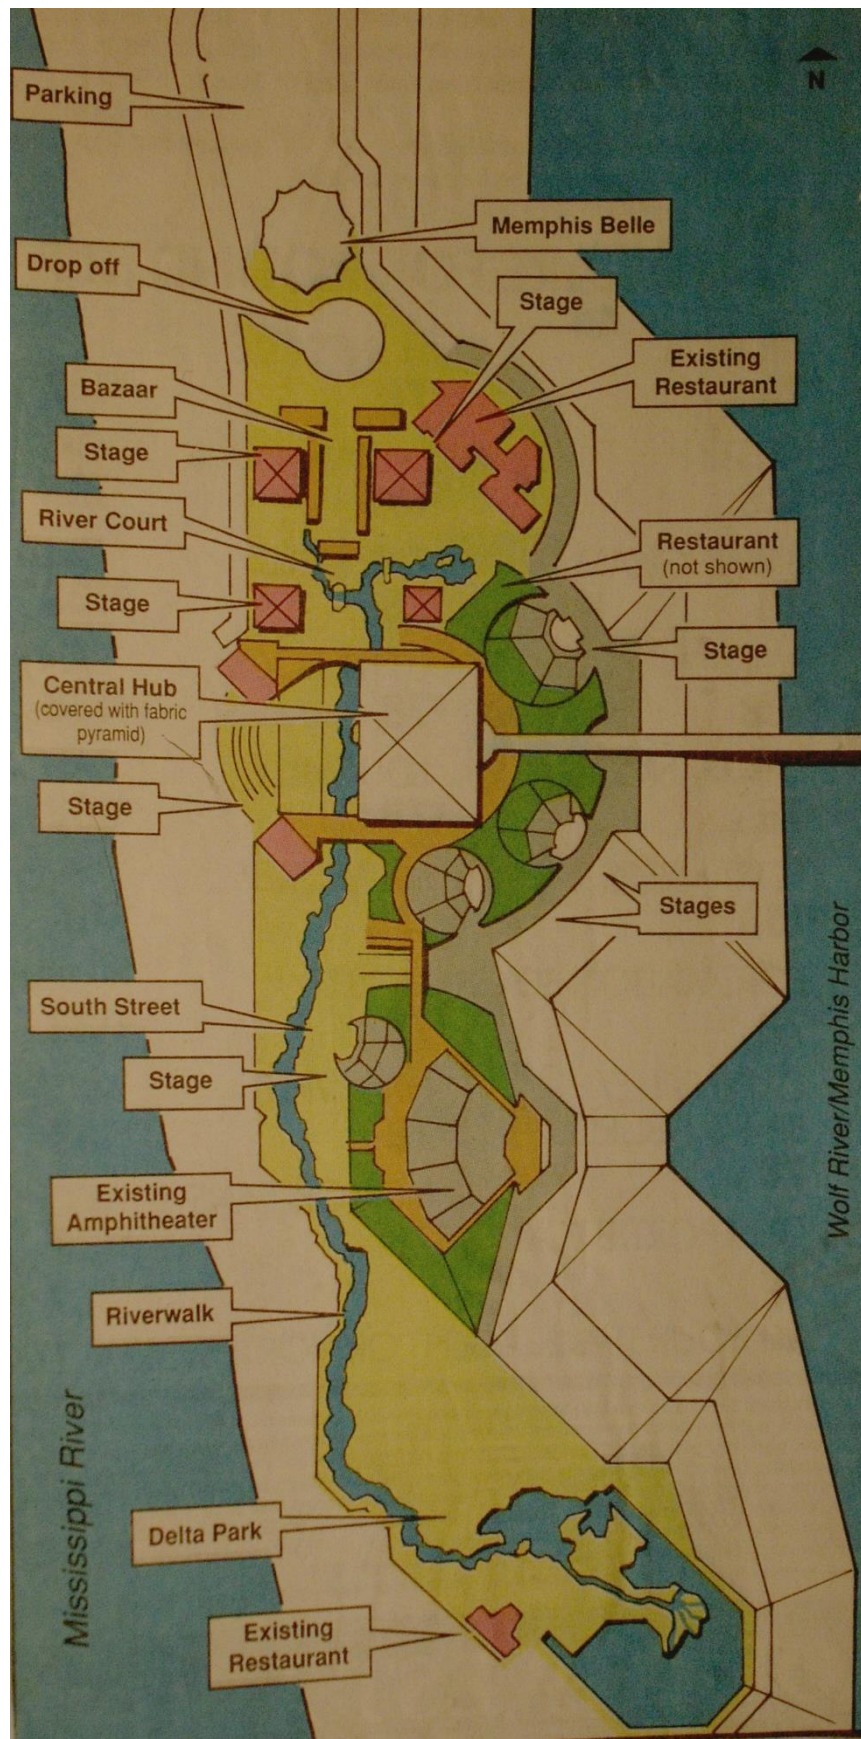 N
Parking
Memphis Belle
Drop off
Stage
Existing
Restaurant
Bazaar
Stage
River Court
Restaurant
(not shown)
Stage
Stage
Central Hub
(covered with fabric
pyramid)
Stage
Stages
Wolf River/Memphis Harbor
South Street
Stage
Existing
Amphitheater
Riverwalk
Mississippi River
Delta Park
Existing
Restaurant